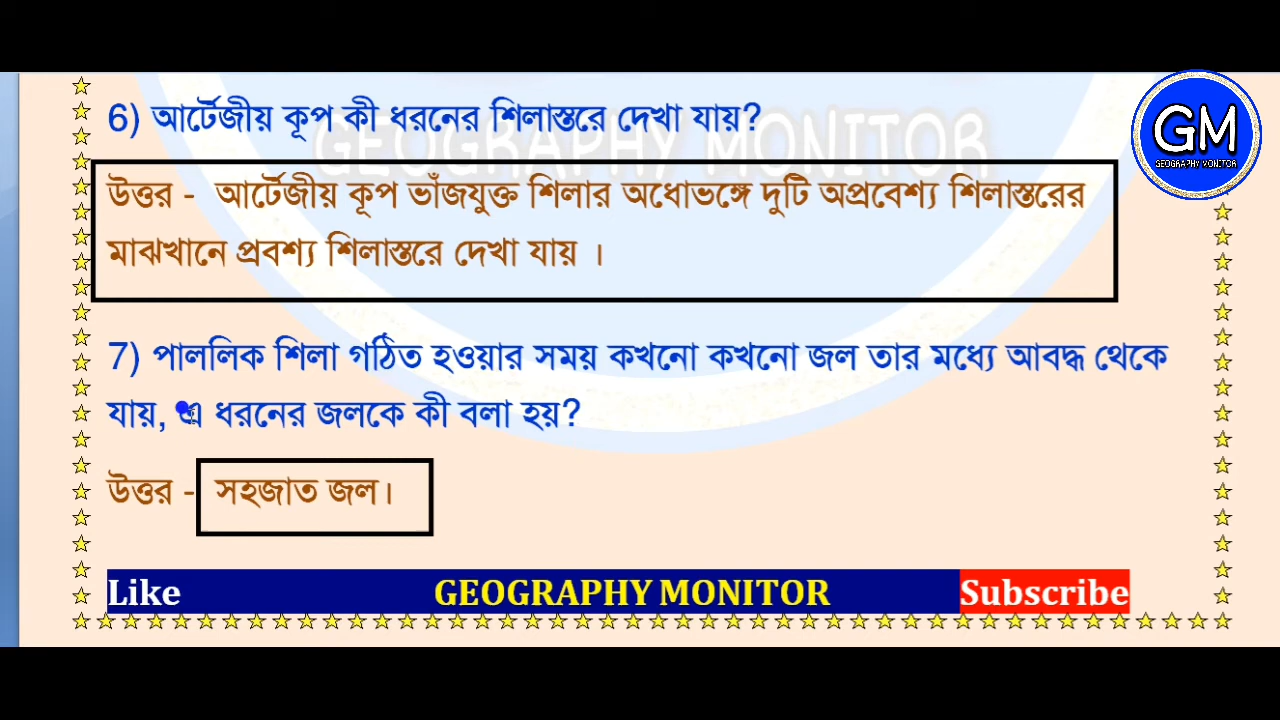 GM
GEOGRAPHY MONITOR
GEOGRAPHY MONITOR
6) আর্টেজীয় কূপ কী ধরনের শিলাস্তরে দেখা যায়?
উত্তর - আর্টেজীয় কূপ ভাঁজযুক্ত শিলার অধোভঙ্গে দুটি অপ্রবেশ্য শিলাস্তরের
মাঝখানে প্রবশ্য শিলাস্তরে দেখা যায় ।
7) পাললিক শিলা গঠিত হওয়ার সময় কখনো কখনো জল তার মধ্যে আবদ্ধ থেকে
যায়, এ ধরনের জলকে কী বলা হয়?
উত্তর - সহজাত জল।
Like GEOGRAPHY MONITOR Subscribe